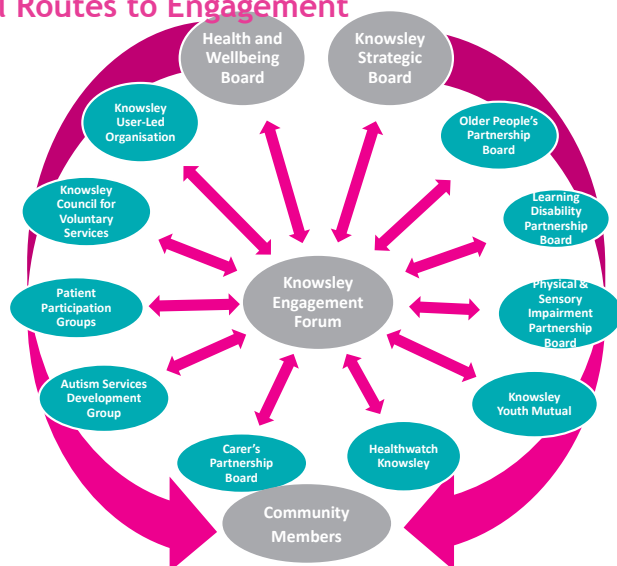 Routes to Engagement
Health and
Wellbeing
Board
Knowsley
Strategic
Board
Knowsley
User-Led
Organisation
Older People's
Partnership
Board
Knowsley
Council for
Voluntary
Services
Learning
Disability
Partnership
Board
Knowsley
Engagement
Forum
Patient
Participation
Groups
Physical &
Sensory
Impairment
Partnership
Board
Autism Services
Development
Group
Knowsley
Youth Mutual
Carer's
Partnership
Board
Healthwatch
Knowsley
Community
Members